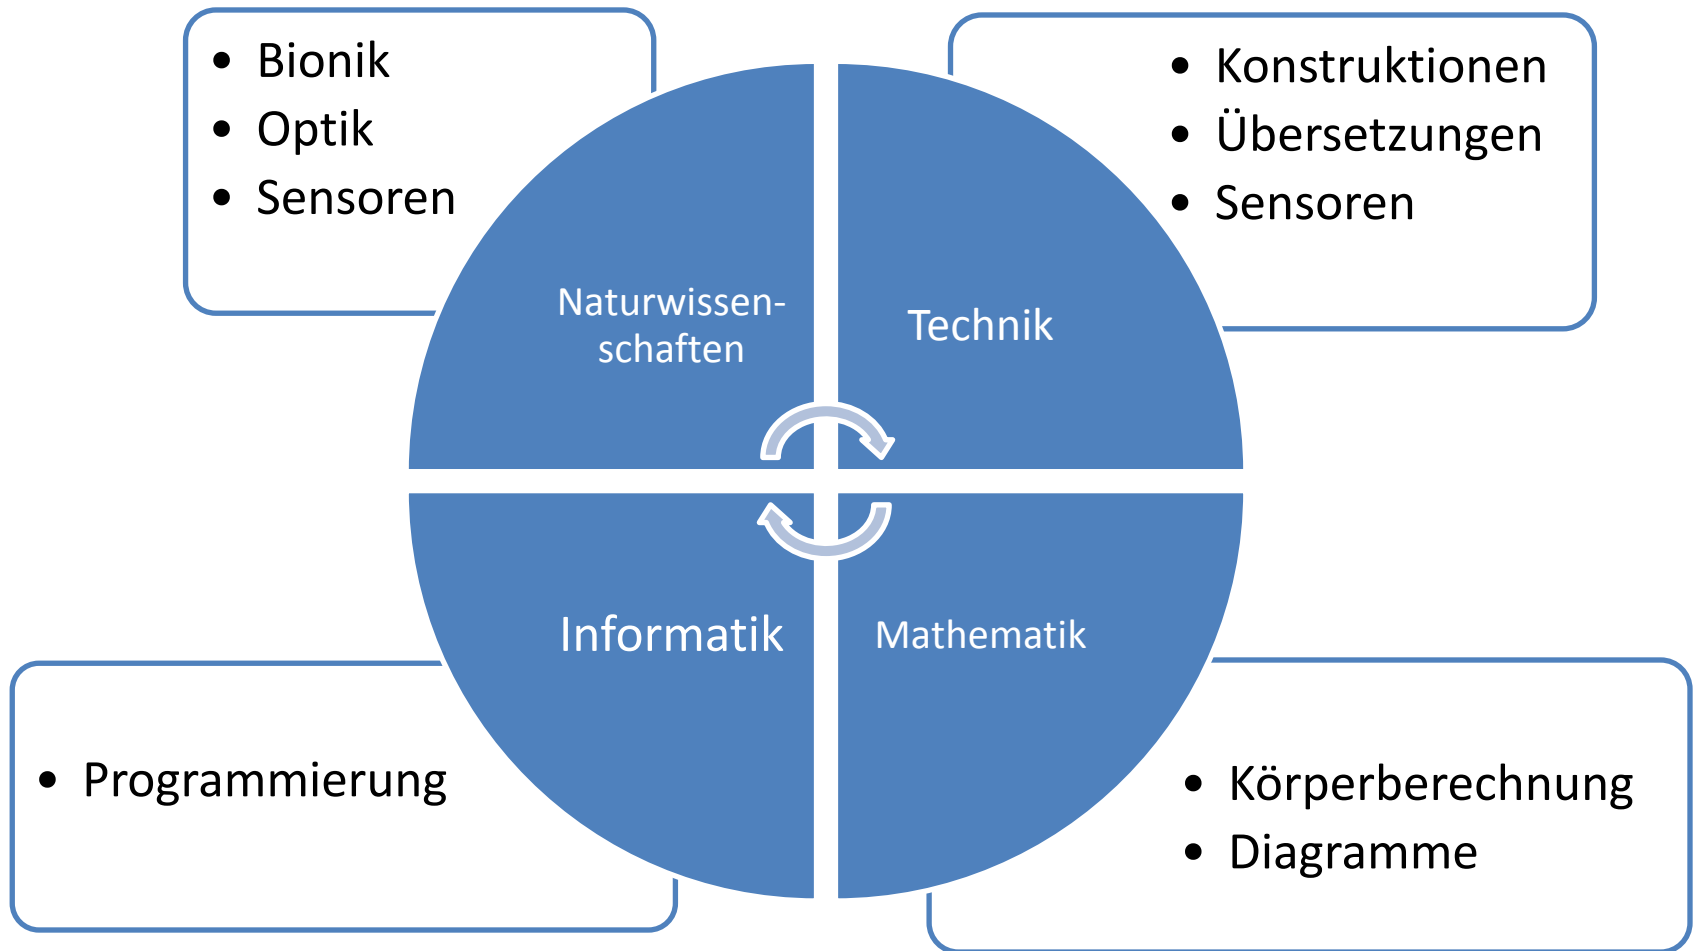 • Bionik
• Optik
• Sensoren
• Konstruktionen
• Übersetzungen
• Sensoren
Naturwissen-
schaften
Technik
Informatik
Mathematik
• Programmierung
• Körperberechnung
• Diagramme